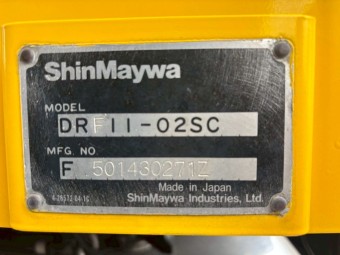 ShinMaywa
MODEL
DRF11-02SC
MFG. NO
F 501430271Z
Made in Japan
ShinMaywa Industries, Ltd.